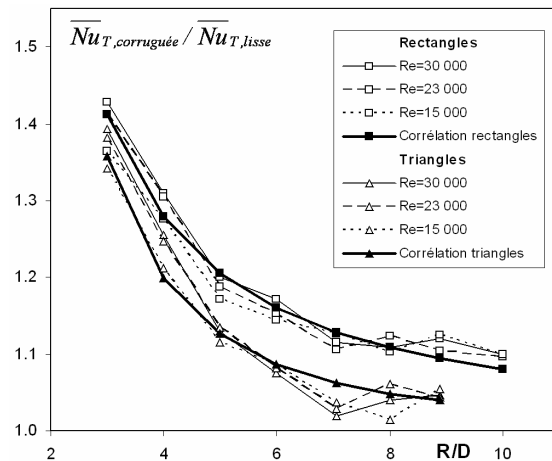 Nu T,corruguée / Nu T,lisse
Rectangles
Re=30 000
Re=23 000
Re=15 000
Corrélation rectangles
Triangles
Re=30 000
Re=23 000
Re=15 000
Corrélation triangles
1.5
1.4
1.3
1.2
1.1
1.0
2
4
6
8
R/D
10